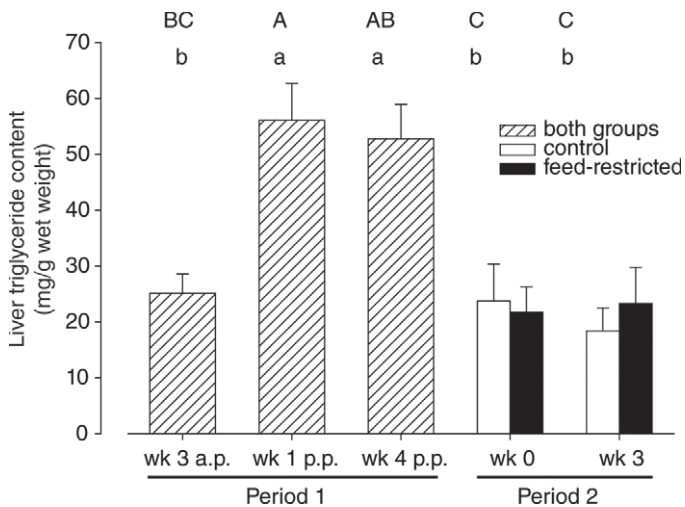 BC A AB C C
b a a b b
70
60
50
40
30
20
10
0
Liver triglyceride content
(mg/g wet weight)
both groups
control
feed-restricted
wk 3 a.p. wk 1 p.p. wk 4 p.p. wk 0 wk 3
Period 1 Period 2